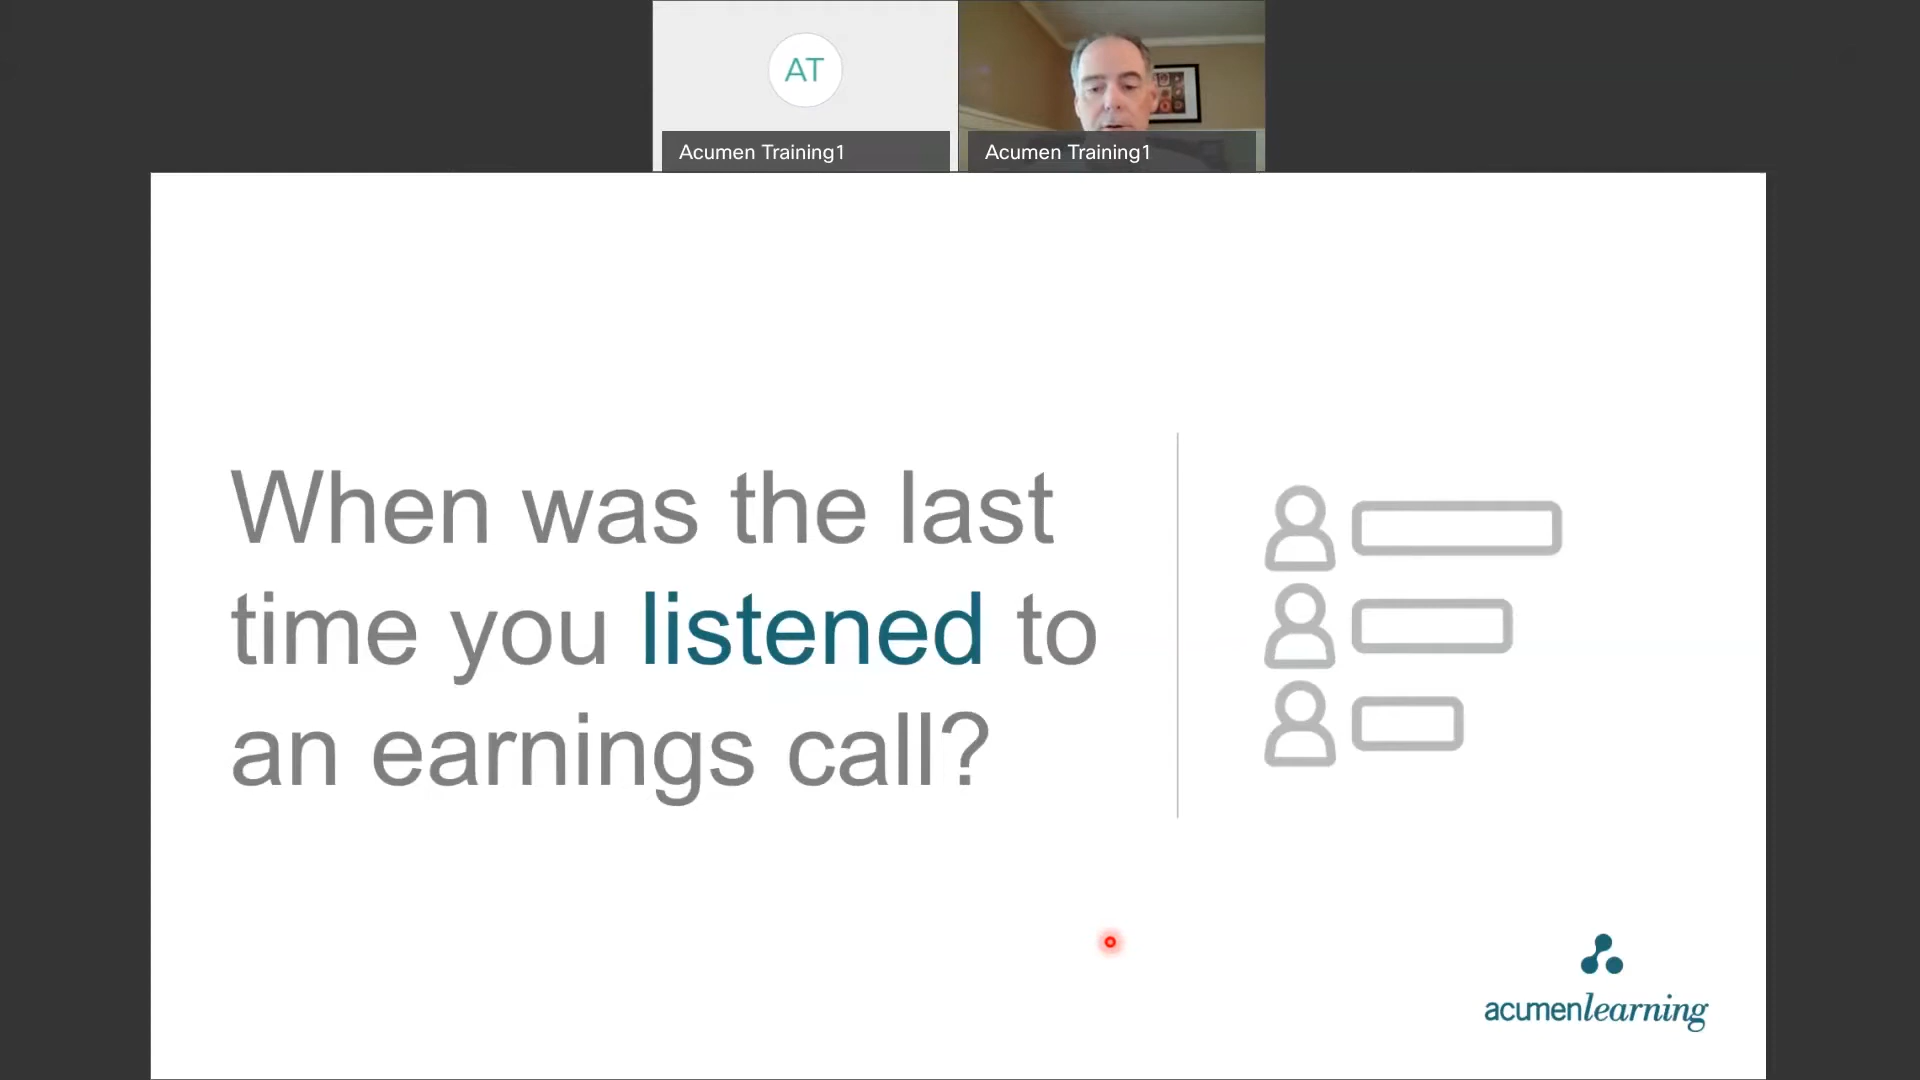 AT
Acumen Training1
Acumen Training1
When was the last
time you listened to
an earnings call?
acumenlearning